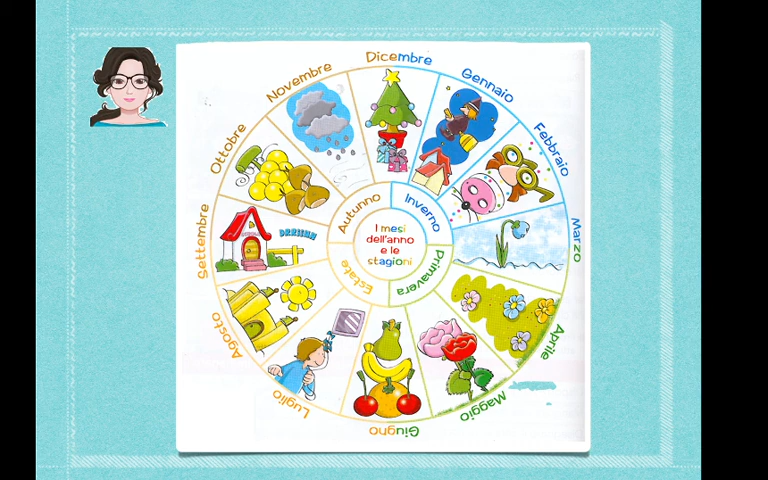 Dicembre
Gennaio
Febbraio
Marzo
Aprile
Maggio
Giugno
Luglio
Agosto
Settembre
Ottobre
Novembre
Inverno
Primavera
Estate
Autunno
I mesi
dell'anno
e le
stagioni
DRRIINN